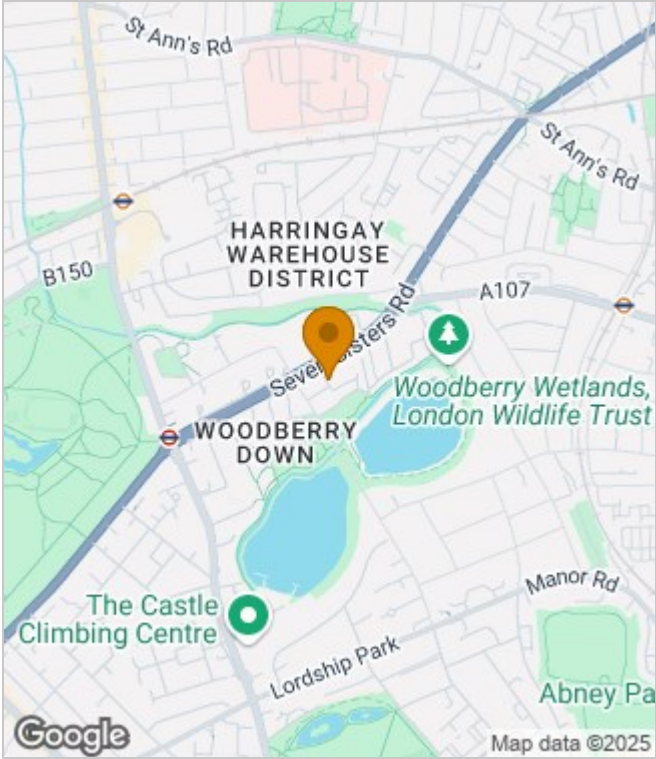 St Ann's Rd
St Ann's Rd
HARRINGAY
WAREHOUSE
DISTRICT
B150
A107
Seven Sisters Rd
Woodberry Wetlands,
London Wildlife Trust
WOODBERRY
DOWN
The Castle
Climbing Centre
Manor Rd
Lordship Park
Abney Pa
Google
Map data ©2025